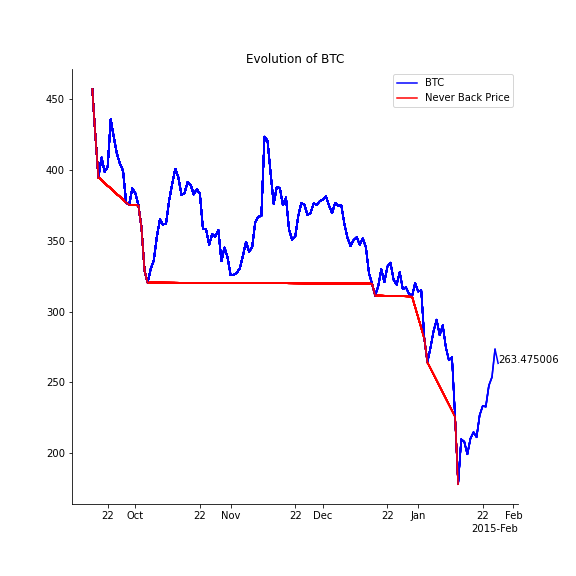 Evolution of BTC
BTC
Never Back Price
450
400
350
300
250
200
263.475006
22 Oct 22 Nov 22 Dec 22 Jan 22 Feb
2015-Feb